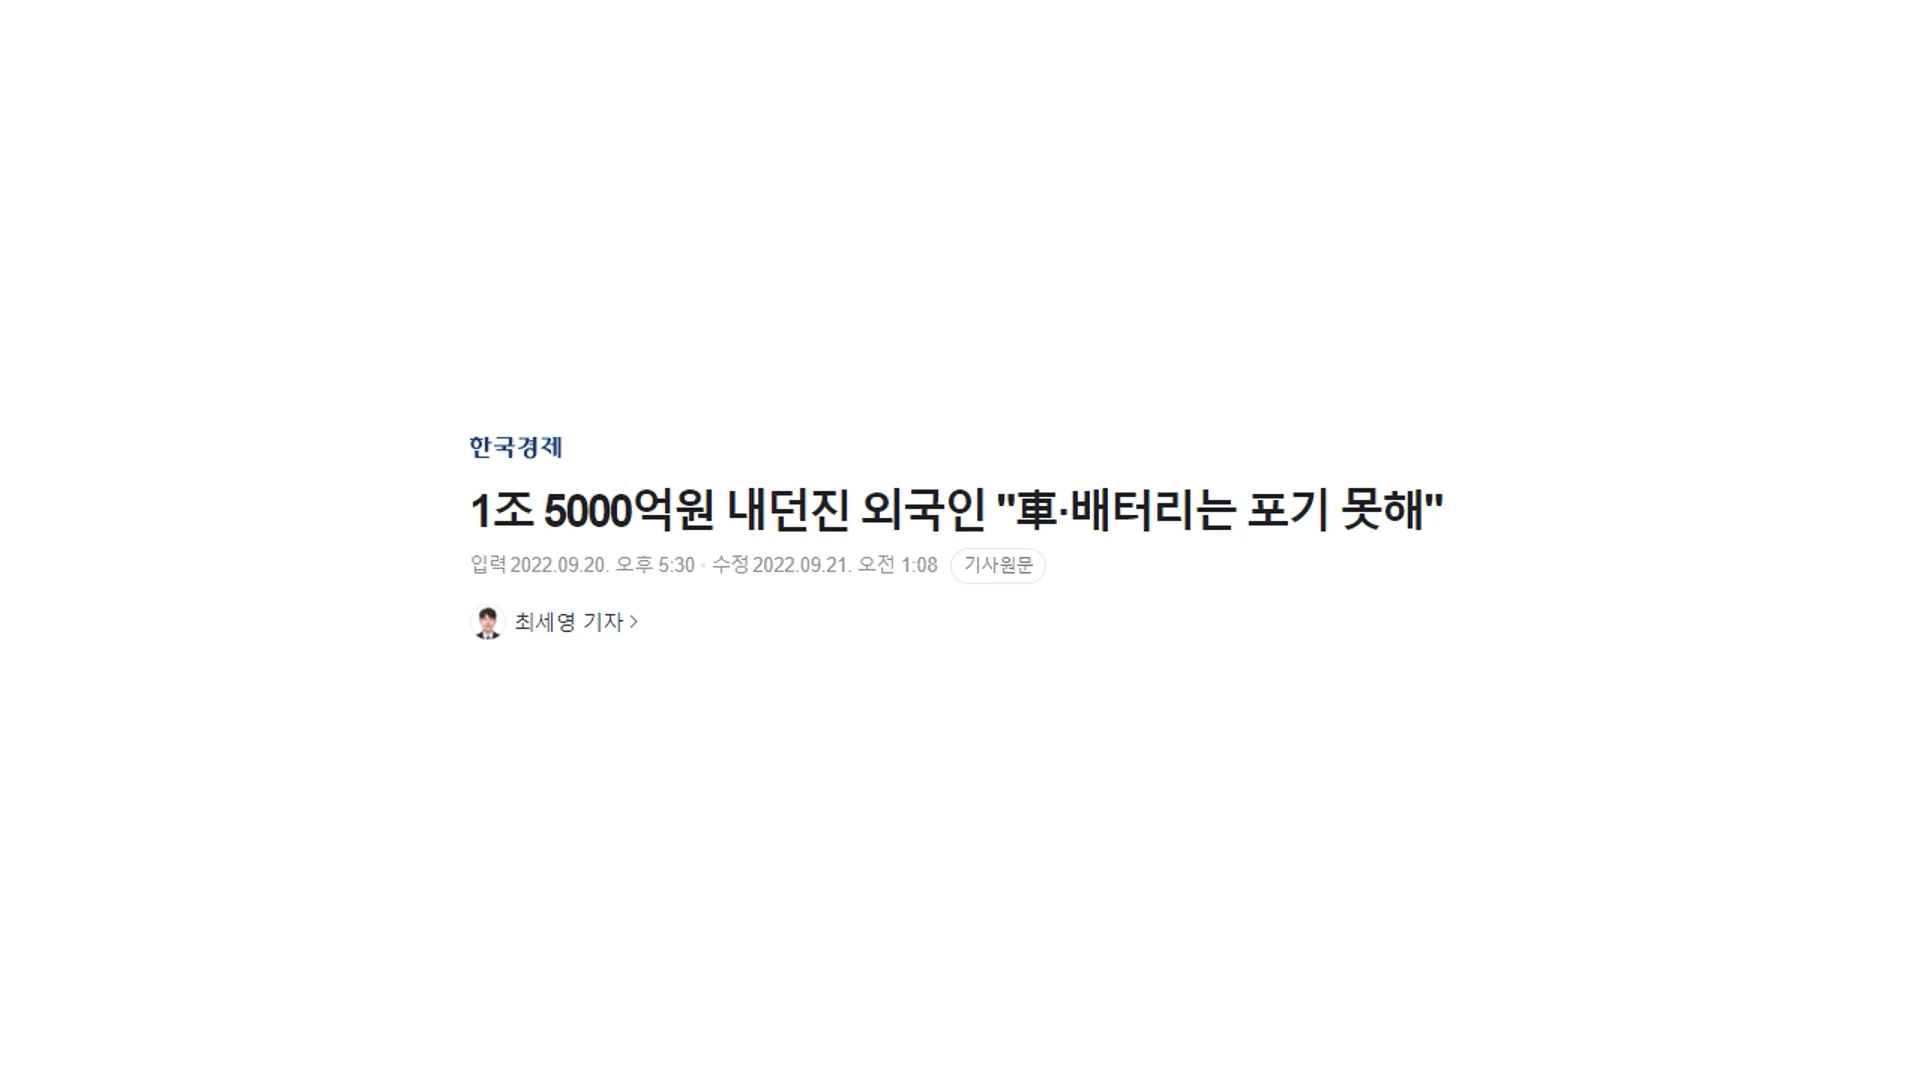 한국경제
1조 5000억원 내던진 외국인 "車·배터리는 포기 못해"
입력 2022.09.20. 오후 5:30 · 수정 2022.09.21. 오전 1:08 기사원문
최세영 기자 >